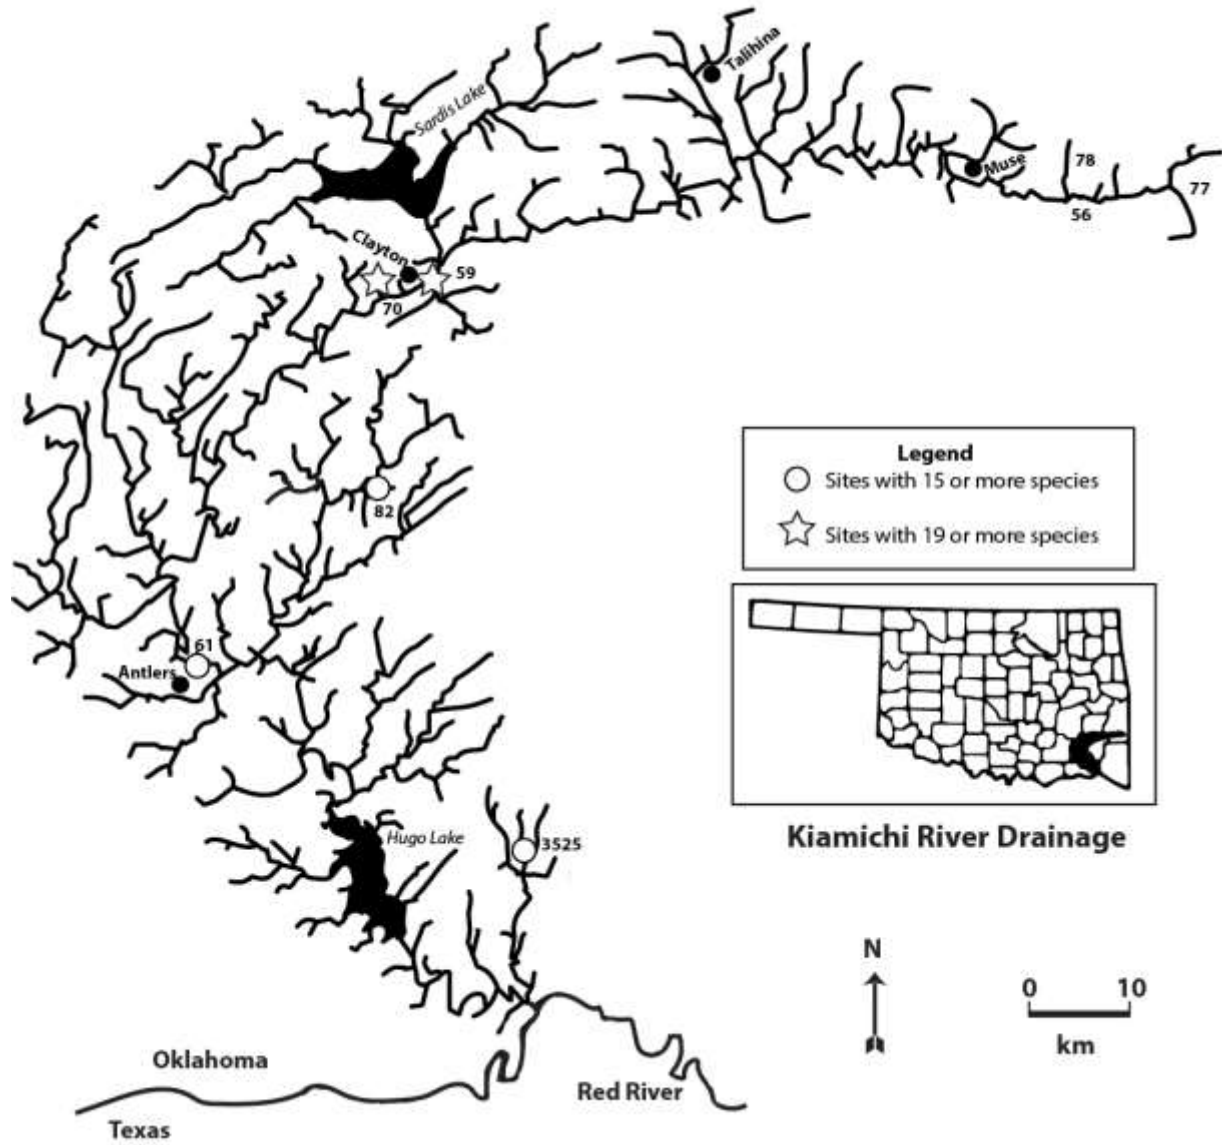 Talihina
Sardis Lake
Muse
78
77
56
Clayton
59
70
Legend
Sites with 15 or more species
Sites with 19 or more species
82
61
Antlers
Kiamichi River Drainage
Hugo Lake
3525
N
0 10
km
Oklahoma
Red River
Texas